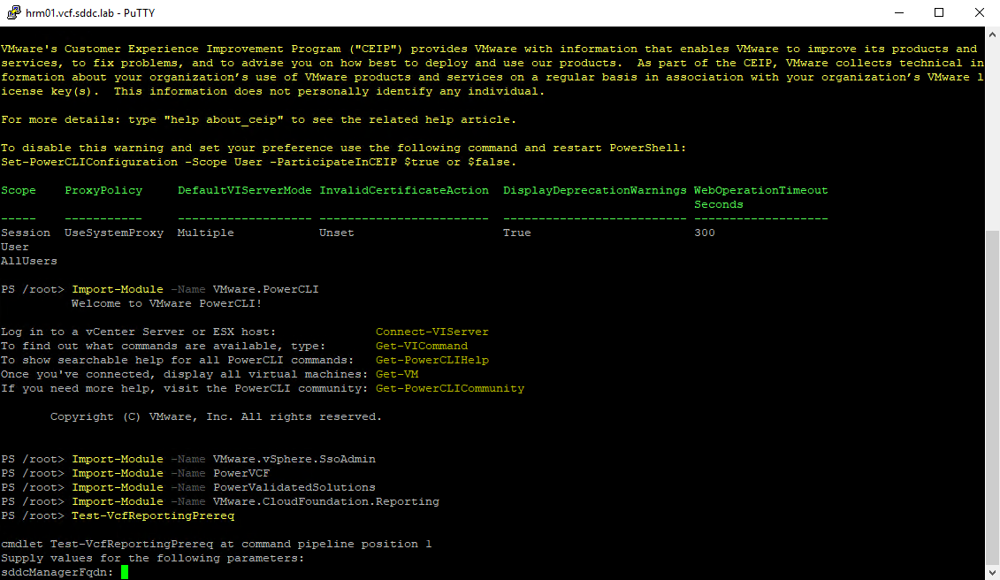 hrm01.vcf.sddc.lab - PuTTY
VMware's Customer Experience Improvement Program ("CEIP") provides VMware with information that enables VMware to improve its products and
services, to fix problems, and to advise you on how best to deploy and use our products.  As part of the CEIP, VMware collects technical in
formation about your organization’s use of VMware products and services on a regular basis in association with your organization’s VMware l
icense key(s).  This information does not personally identify any individual.
For more details: type "help about_ceip" to see the related help article.
To disable this warning and set your preference use the following command and restart PowerShell:
Set-PowerCLIConfiguration -Scope User -ParticipateInCEIP $true or $false.
Scope    ProxyPolicy     DefaultVIServerMode InvalidCertificateAction  DisplayDeprecationWarnings WebOperationTimeout
Seconds
-----    -----------     ------------------- ------------------------  -------------------------- -------------------
Session  UseSystemProxy  Multiple            Unset                     True                       300
User
AllUsers
PS /root> Import-Module -Name VMware.PowerCLI
Welcome to VMware PowerCLI!
Log in to a vCenter Server or ESX host:              Connect-VIServer
To find out what commands are available, type:       Get-VICommand
To show searchable help for all PowerCLI commands:   Get-PowerCLIHelp
Once you've connected, display all virtual machines: Get-VM
If you need more help, visit the PowerCLI community: Get-PowerCLICommunity
Copyright (C) VMware, Inc. All rights reserved.
PS /root> Import-Module -Name VMware.vSphere.SsoAdmin
PS /root> Import-Module -Name PowerVCF
PS /root> Import-Module -Name PowerValidatedSolutions
PS /root> Import-Module -Name VMware.CloudFoundation.Reporting
PS /root> Test-VcfReportingPrereq
cmdlet Test-VcfReportingPrereq at command pipeline position 1
Supply values for the following parameters:
sddcManagerFqdn: